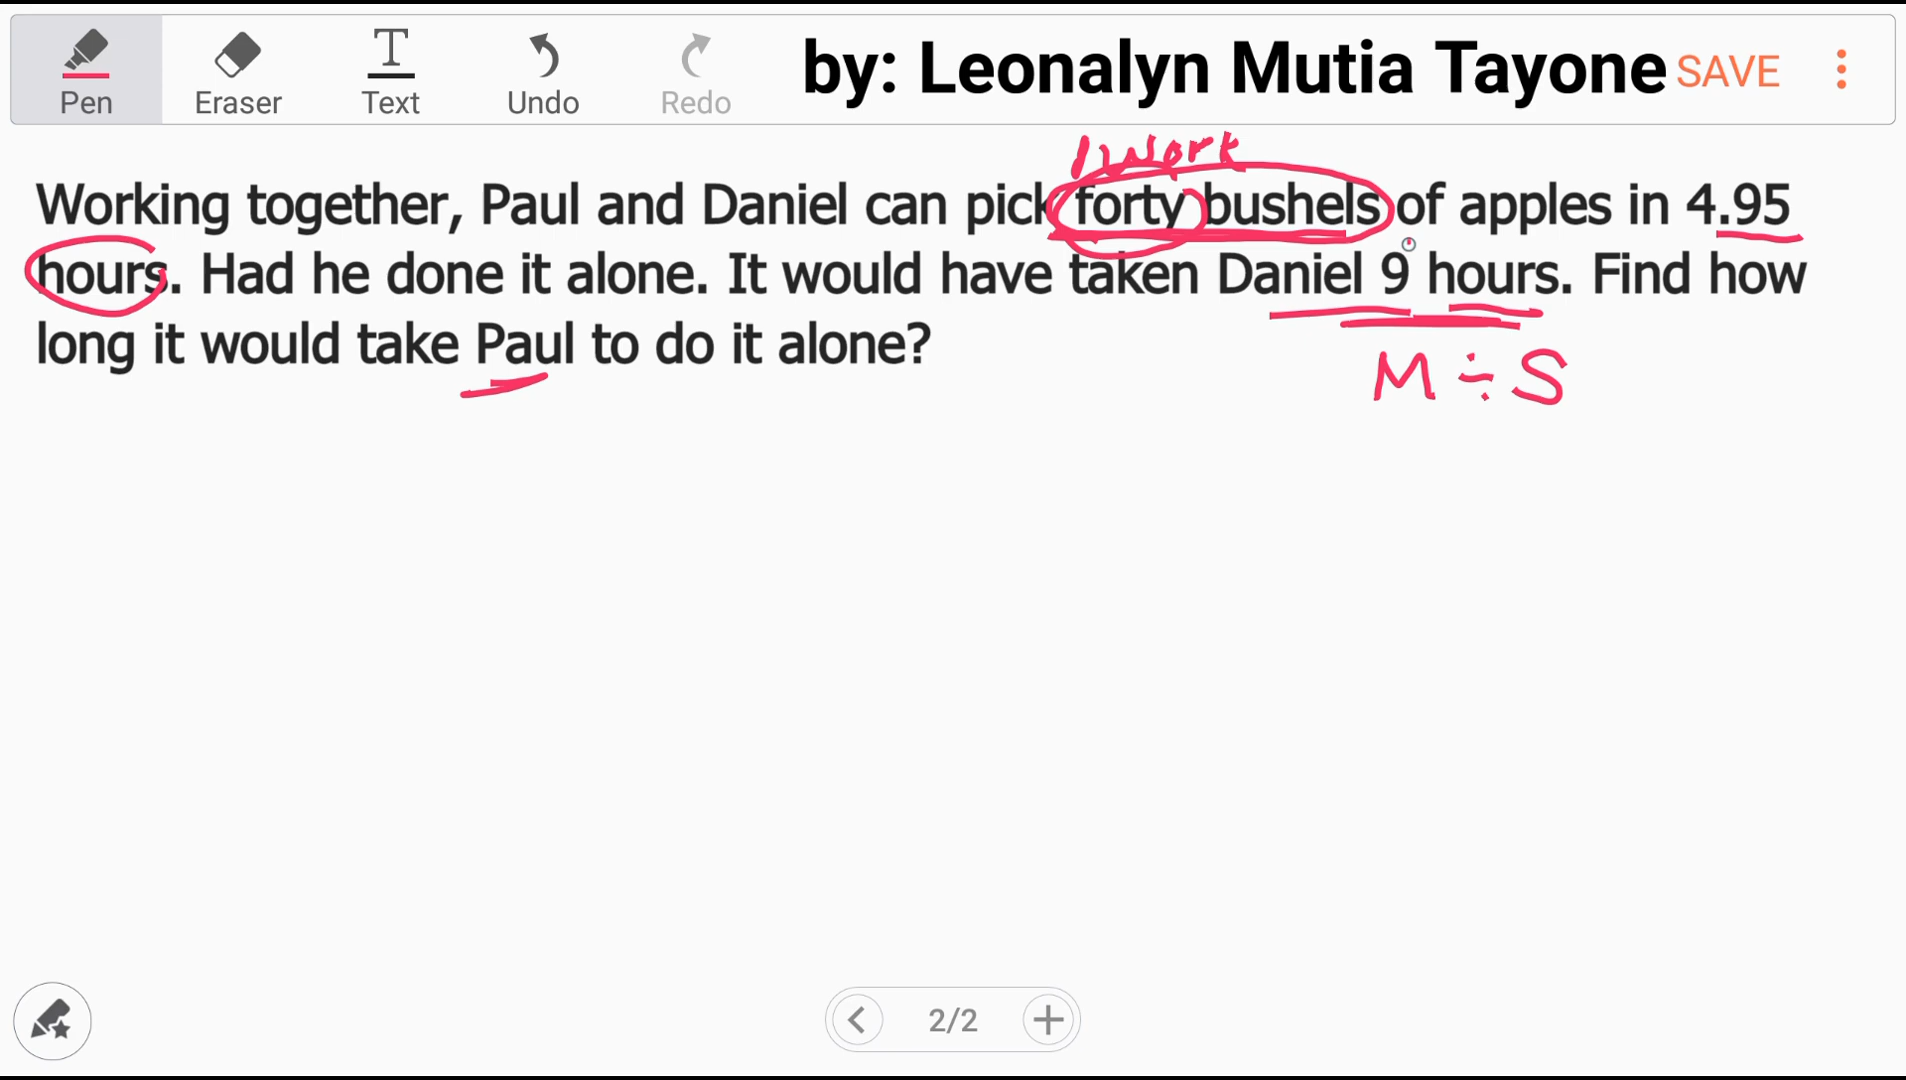 by: Leonalyn Mutia Tayone SAVE
Pen Eraser Text Undo Redo
1 work
Working together, Paul and Daniel can pick forty bushels of apples in 4.95
hours. Had he done it alone. It would have taken Daniel 9 hours. Find how
long it would take Paul to do it alone?
M ÷ S
2/2